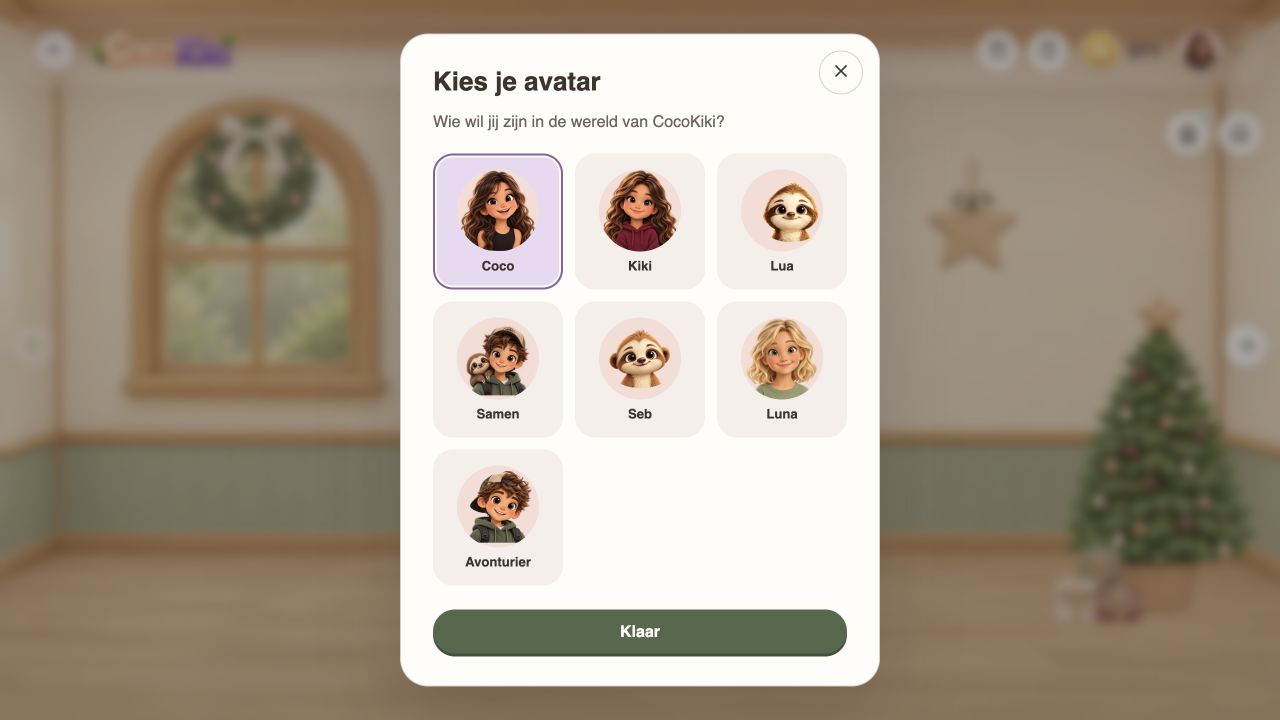 Kies je avatar
Wie wil jij zijn in de wereld van CocoKiki?
Coco
Kiki
Lua
Samen
Seb
Luna
Avonturier
Klaar